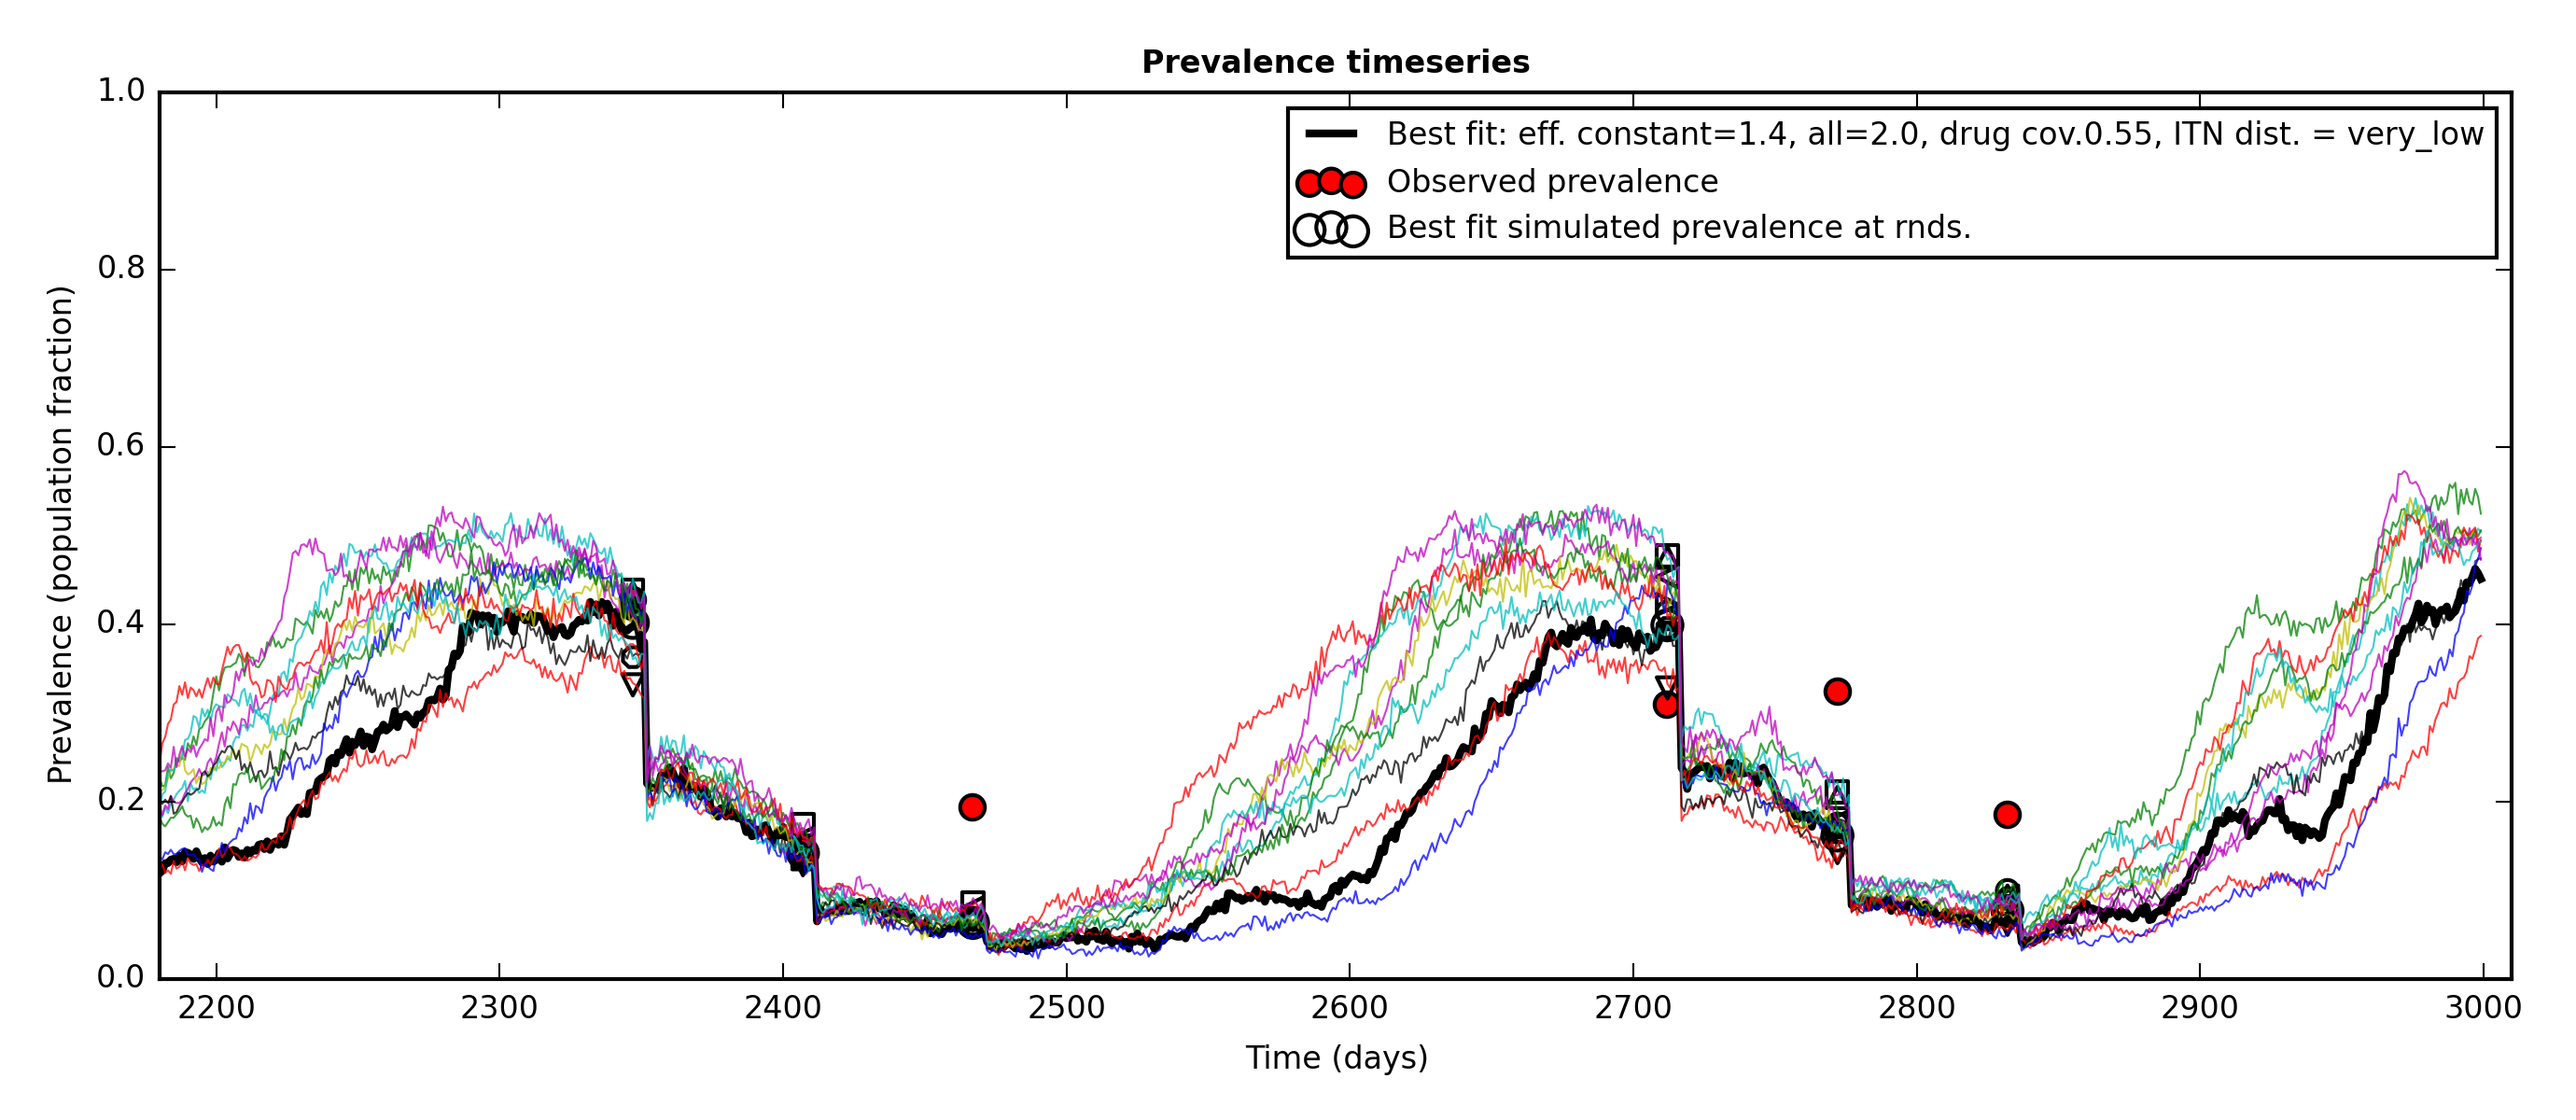 Prevalence timeseries
1.0
0.8
0.6
0.4
0.2
0.0
Prevalence (population fraction)
Best fit: eff. constant=1.4, all=2.0, drug cov.0.55, ITN dist. = very_low
Observed prevalence
Best fit simulated prevalence at rnds.
2200 2300 2400 2500 2600 2700 2800 2900 3000
Time (days)